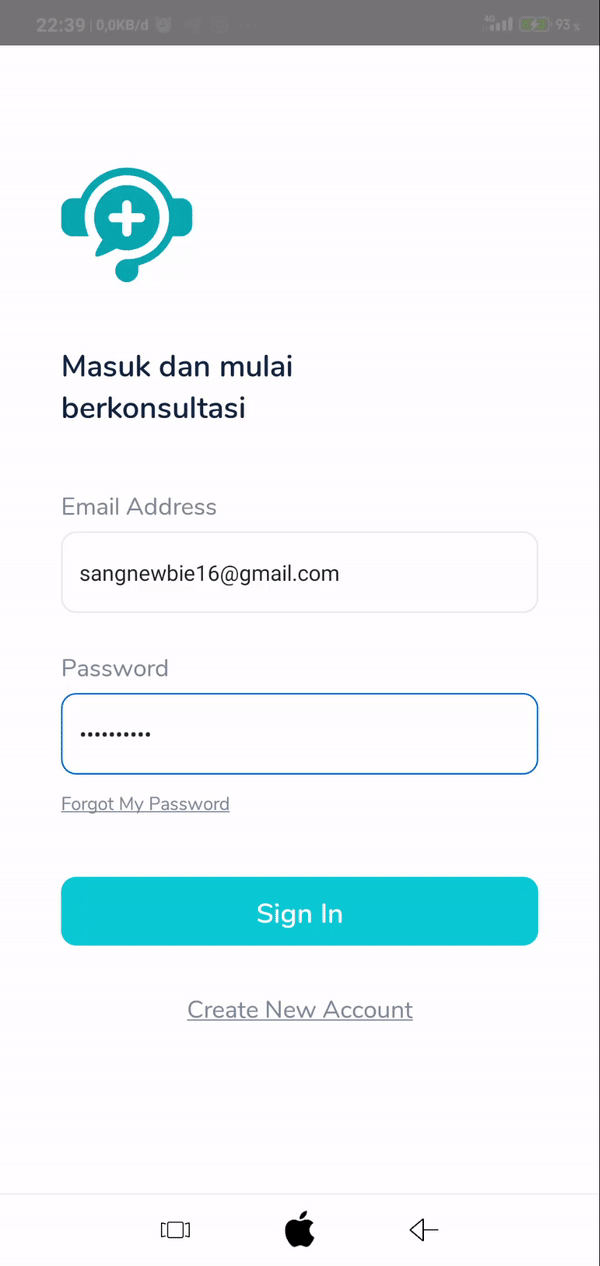 22:39 | 0,0KB/d
4G
93 %
Masuk dan mulai
berkonsultasi
Email Address
sangnewbie16@gmail.com
Password
••••••••••
Forgot My Password
Sign In
Create New Account